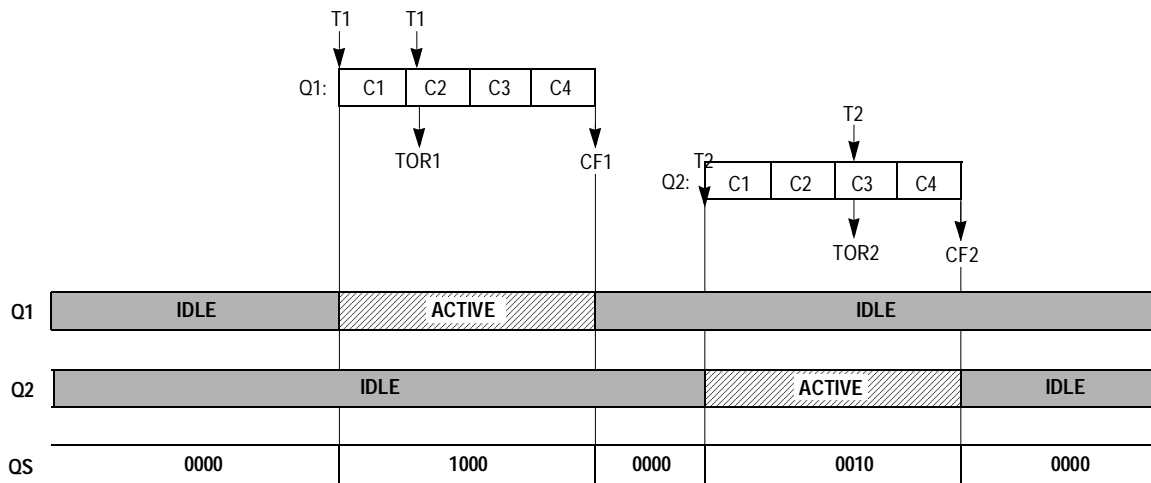 T1 T1
Q1: C1 C2 C3 C4
TOR1 CF1
T2
T2
Q2: C1 C2 C3 C4
TOR2 CF2
Q1 IDLE ACTIVE IDLE
Q2 IDLE ACTIVE IDLE
QS 0000 1000 0000 0010 0000